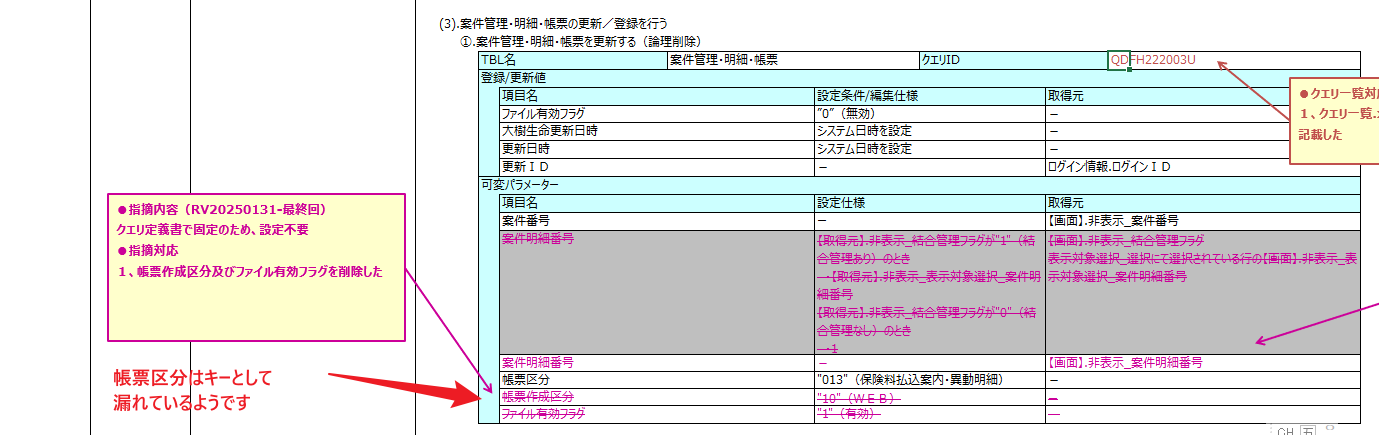 (3).案件管理・明細・帳票の更新／登録を行う
①.案件管理・明細・帳票を更新する（論理削除）
TBL名 案件管理・明細・帳票 クエリID QDFH222003U
登録/更新値
項目名 設定条件/編集仕様 取得元
ファイル有効フラグ "0"（無効） －
大樹生命更新日時 システム日時を設定 －
更新日時 システム日時を設定 －
更新ＩＤ － ログイン情報.ログインＩＤ
可変パラメーター
項目名 設定仕様 取得元
案件番号 － 【画面】.非表示_案件番号
案件明細番号 【取得元】.非表示_結合管理フラグが"1"（結 【画面】.非表示_結合管理フラグ
合管理あり）のとき 表示対象選択_選択にて選択されている行の【画面】.非表示_表
・【取得元】.非表示_表示対象選択_案件明 示対象選択_案件明細番号
細番号
【取得元】.非表示_結合管理フラグが"0"（結
合管理なし）のとき
・1
案件明細番号 － 【画面】.非表示_案件明細番号
帳票区分 "013"（保険料払込案内・異動明細） －
帳票作成区分 "10"（ＷＥＢ） －
ファイル有効フラグ "1"（有効） －
●クエリ一覧対応
１、クエリ一覧.
記載した
●指摘内容（RV20250131-最終回）
クエリ定義書で固定のため、設定不要
●指摘対応
１、帳票作成区分及びファイル有効フラグを削除した
帳票区分はキーとして
漏れているようです
CH 五